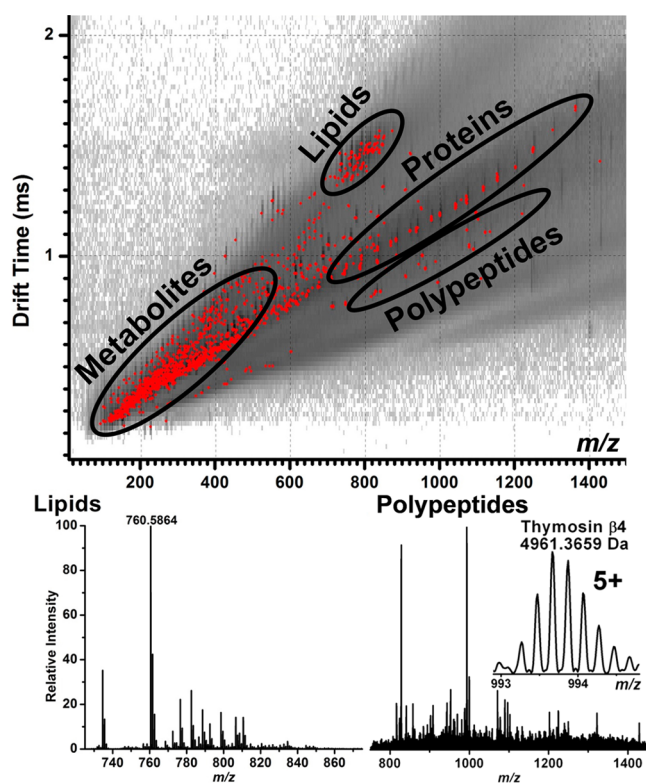 2
Drift Time (ms)
1
Lipids
Proteins
Metabolites
Polypeptides
m/z
200 400 600 800 1000 1200 1400
Lipids
Polypeptides
100
80
60
40
20
0
Relative Intensity
760.5864
740 760 780 800 820 840 860
m/z
Thymosin β4
4961.3659 Da
5+
993 994 m/z
800 1000 1200 1400
m/z